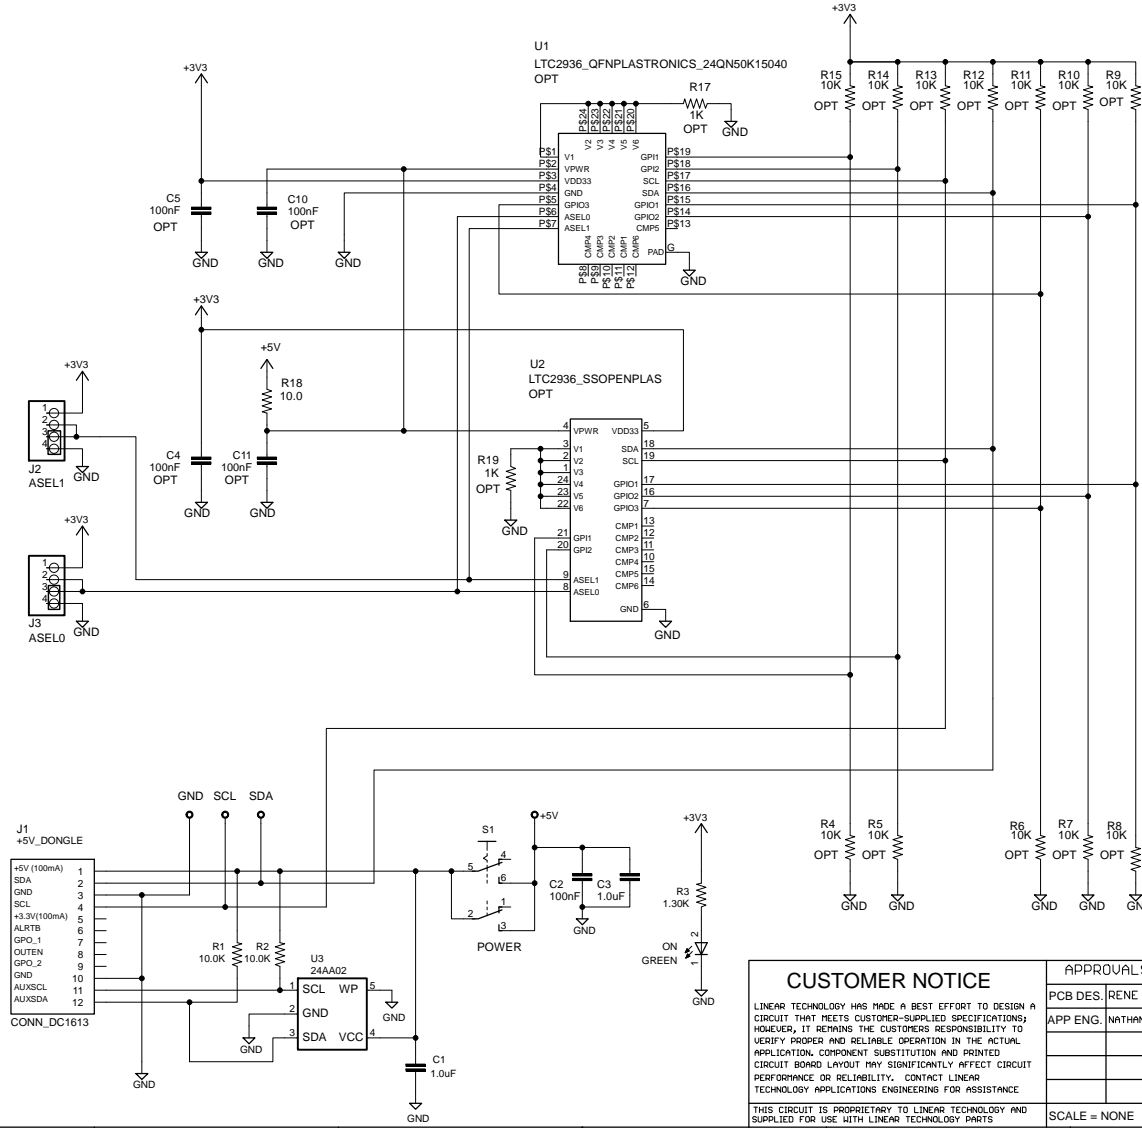 +3V3
U1
LTC2936_QFNPLASTRONICS_24QN50K15040
OPT
R17
1K
OPT
GND
P$24
P$23
P$22
P$21
P$20
V2
V3
V4
V5
V6
P$1 V1
P$2 VPWR
P$3 VDD33
P$4 GND
P$5 GPIO3
P$6 ASEL0
P$7 ASEL1
GPI1 P$19
GPI2 P$18
SCL P$17
SDA P$16
GPIO1 P$15
GPIO2 P$14
CMP5 P$13
PAD G
GND
CMP4
CMP3
CMP2
CMP1
CMP6
P$8
P$9
P$10
P$11
P$12
R15
10K
OPT
R14
10K
OPT
R13
10K
OPT
R12
10K
OPT
R11
10K
OPT
R10
10K
OPT
R9
10K
OPT
+3V3
C5
100nF
OPT
GND
C10
100nF
OPT
GND
GND
+3V3
+5V
R18
10.0
C4
100nF
OPT
GND
C11
100nF
OPT
GND
+3V3
1
2
3
4
J2
ASEL1
GND
+3V3
1
2
3
4
J3
ASEL0
GND
U2
LTC2936_SSOPENPLAS
OPT
4 VPWR
3 V1
2 V2
1 V3
24 V4
23 V5
22 V6
21 GPI1
20 GPI2
9 ASEL1
8 ASEL0
VDD33 5
SDA 18
SCL 19
GPIO1 17
GPIO2 16
GPIO3 7
CMP1 13
CMP2 12
CMP3 11
CMP4 10
CMP5 15
CMP6 14
GND 6
GND
R19
1K
OPT
GND
GND SCL SDA
J1
+5V_DONGLE
+5V (100mA) 1
SDA 2
GND 3
SCL 4
+3.3V(100mA) 5
ALRTB 6
GPO_1 7
OUTEN 8
GPO_2 9
GND 10
AUXSCL 11
AUXSDA 12
CONN_DC1613
GND
R1
10.0K
R2
10.0K
U3
24AA02
1 SCL WP 5
2 GND
3 SDA VCC 4
GND
GND
C1
1.0uF
GND
S1
5
4
6
2
1
3
POWER
+5V
C2
100nF
C3
1.0uF
GND
+3V3
R3
1.30K
2
ON
GREEN
1
GND
R4
10K
OPT
GND
R5
10K
OPT
GND
R6
10K
OPT
GND
R7
10K
OPT
GND
R8
10K
OPT
CUSTOMER NOTICE
LINEAR TECHNOLOGY HAS MADE A BEST EFFORT TO DESIGN A
CIRCUIT THAT MEETS CUSTOMER-SUPPLIED SPECIFICATIONS;
HOWEVER, IT REMAINS THE CUSTOMERS RESPONSIBILITY TO
VERIFY PROPER AND RELIABLE OPERATION IN THE ACTUAL
APPLICATION. COMPONENT SUBSTITUTION AND PRINTED
CIRCUIT BOARD LAYOUT MAY SIGNIFICANTLY AFFECT CIRCUIT
PERFORMANCE OR RELIABILITY. CONTACT LINEAR
TECHNOLOGY APPLICATIONS ENGINEERING FOR ASSISTANCE
THIS CIRCUIT IS PROPRIETARY TO LINEAR TECHNOLOGY AND
SUPPLIED FOR USE WITH LINEAR TECHNOLOGY PARTS
APPROVALS
PCB DES. RENE
APP ENG. NATHAN
SCALE = NONE